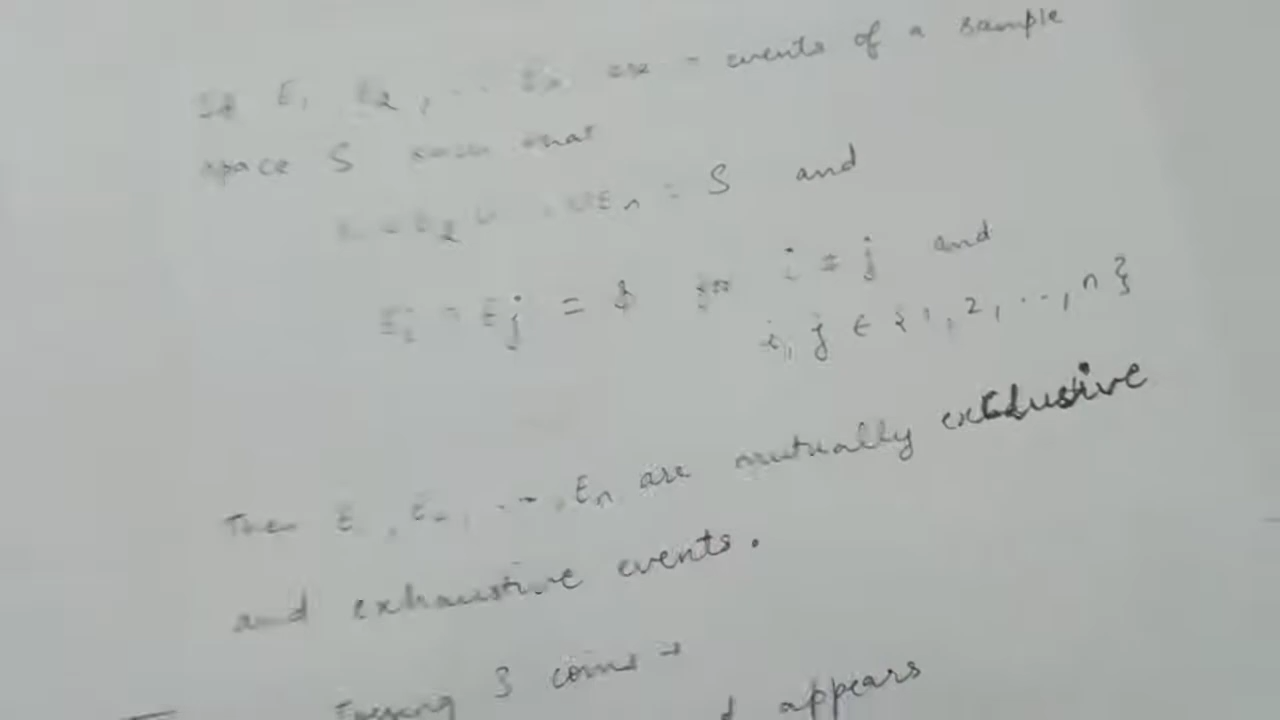 If E1, E2, ... En are n events of a sample
space S such that
E1 ∪ E2 ∪ ... ∪ En = S and
Ei ∩ Ej = ϕ for i ≠ j and
i, j ∈ {1, 2, ..., n}
Then E1, E2, ..., En are mutually exclusive
and exhaustive events.
Tossing 3 coins →
appears